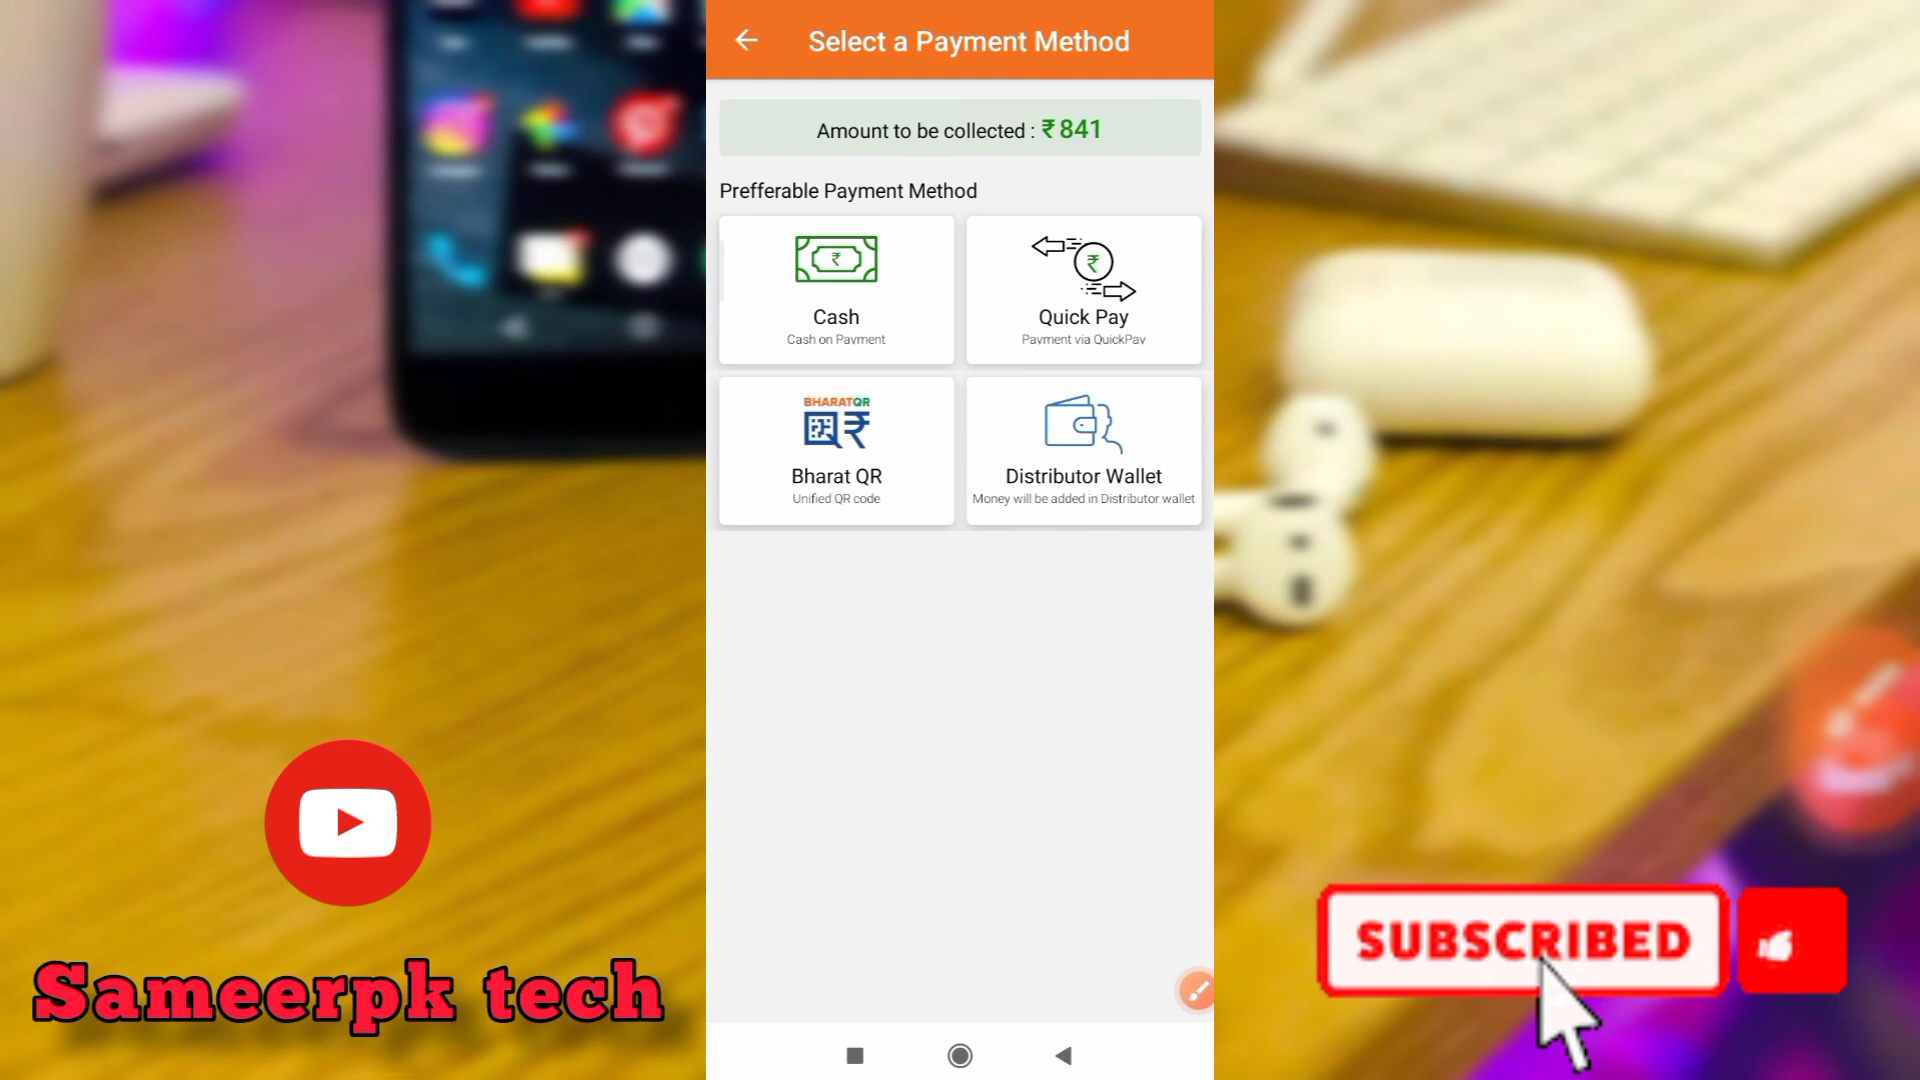 Select a Payment Method
Amount to be collected : ₹ 841
Prefferable Payment Method
Cash
Cash on Payment
Quick Pay
Payment via QuickPay
BHARATQR
Bharat QR
Unified QR code
Distributor Wallet
Money will be added in Distributor wallet
Sameerpk tech
SUBSCRIBED